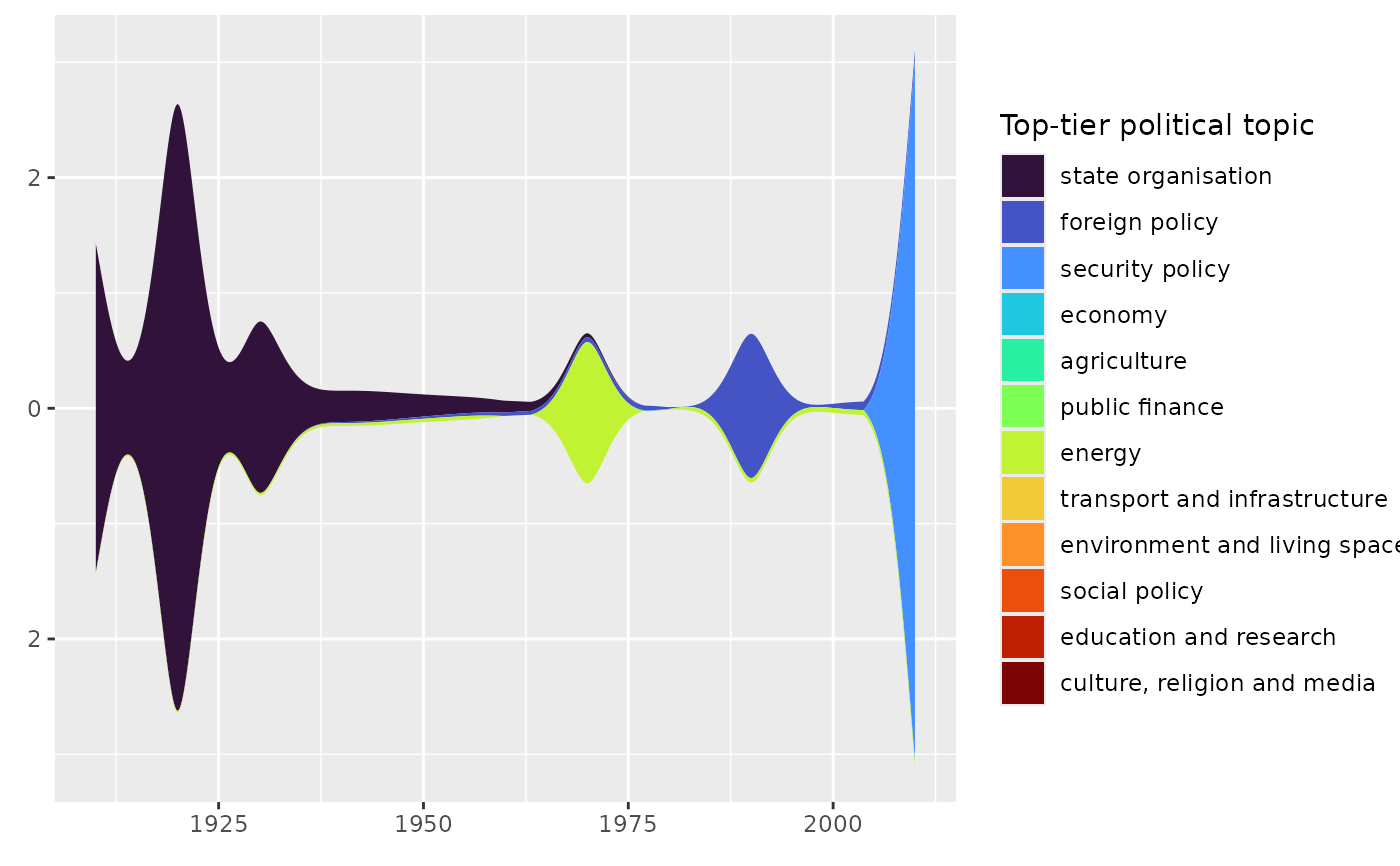 Top-tier political topic
state organisation
foreign policy
security policy
economy
agriculture
public finance
energy
transport and infrastructure
environment and living space
social policy
education and research
culture, religion and media
2
0
2
1925 1950 1975 2000